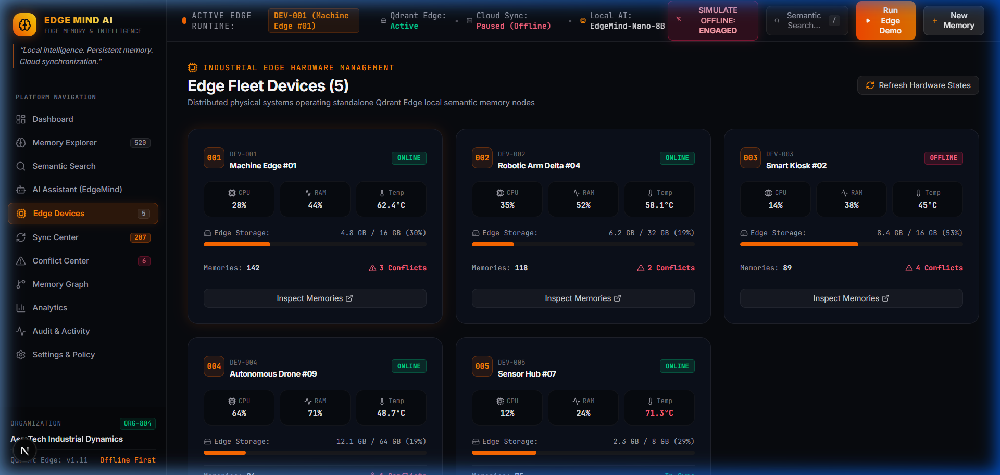 EDGE MIND AI
EDGE MEMORY & INTELLIGENCE
“Local intelligence. Persistent memory.
Cloud synchronization.”
PLATFORM NAVIGATION
Dashboard
Memory Explorer 520
Semantic Search
AI Assistant (EdgeMind)
Edge Devices 5
Sync Center 207
Conflict Center 6
Memory Graph
Analytics
Audit & Activity
Settings & Policy
ORGANIZATION ORG-804
Tech Industrial Dynamics
Edge: v1.11 Offline-First
N
ACTIVE EDGE
RUNTIME:
DEV-001 (Machine
Edge #01)
Qdrant Edge:
Active
Cloud Sync:
Paused (Offline)
Local AI:
EdgeMind-Nano-8B
SIMULATE
OFFLINE:
ENGAGED
Semantic
Search... /
Run
Edge
Demo
New
Memory
INDUSTRIAL EDGE HARDWARE MANAGEMENT
Edge Fleet Devices (5)
Distributed physical systems operating standalone Qdrant Edge local semantic memory nodes
Refresh Hardware States
001
DEV-001
Machine Edge #01
ONLINE
CPU RAM Temp
28% 44% 62.4°C
Edge Storage: 4.8 GB / 16 GB (30%)
Memories: 142 3 Conflicts
Inspect Memories
002
DEV-002
Robotic Arm Delta #04
ONLINE
CPU RAM Temp
35% 52% 58.1°C
Edge Storage: 6.2 GB / 32 GB (19%)
Memories: 118 2 Conflicts
Inspect Memories
003
DEV-003
Smart Kiosk #02
OFFLINE
CPU RAM Temp
14% 38% 45°C
Edge Storage: 8.4 GB / 16 GB (53%)
Memories: 89 4 Conflicts
Inspect Memories
004
DEV-004
Autonomous Drone #09
ONLINE
CPU RAM Temp
64% 71% 48.7°C
Edge Storage: 12.1 GB / 64 GB (19%)
005
DEV-005
Sensor Hub #07
ONLINE
CPU RAM Temp
12% 24% 71.3°C
Edge Storage: 2.3 GB / 8 GB (29%)